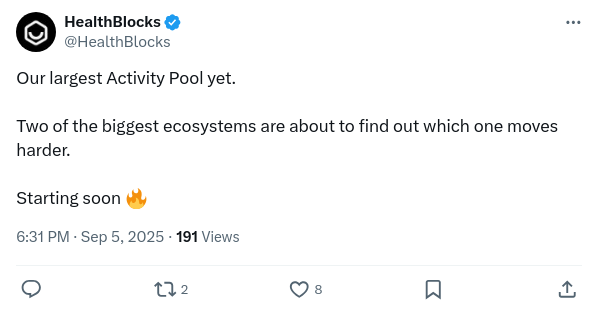 HealthBlocks
@HealthBlocks
Our largest Activity Pool yet.
Two of the biggest ecosystems are about to find out which one moves
harder.
Starting soon 🔥
6:31 PM · Sep 5, 2025 · 191 Views
2 8